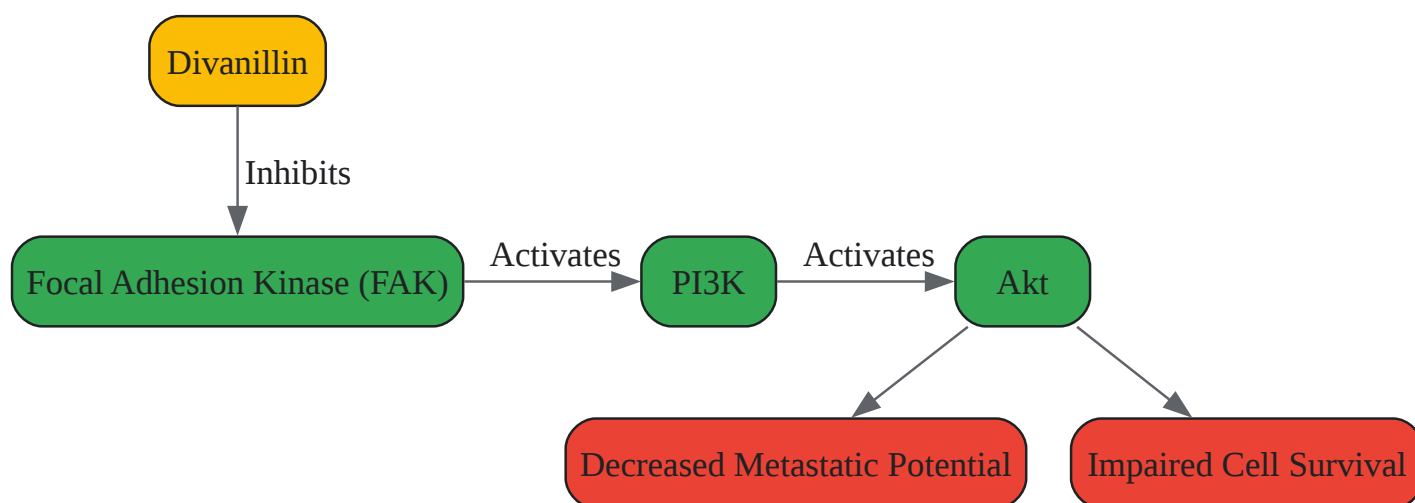 Divanillin
Inhibits
Focal Adhesion Kinase (FAK)
Activates
PI3K
Activates
Akt
Decreased Metastatic Potential
Impaired Cell Survival